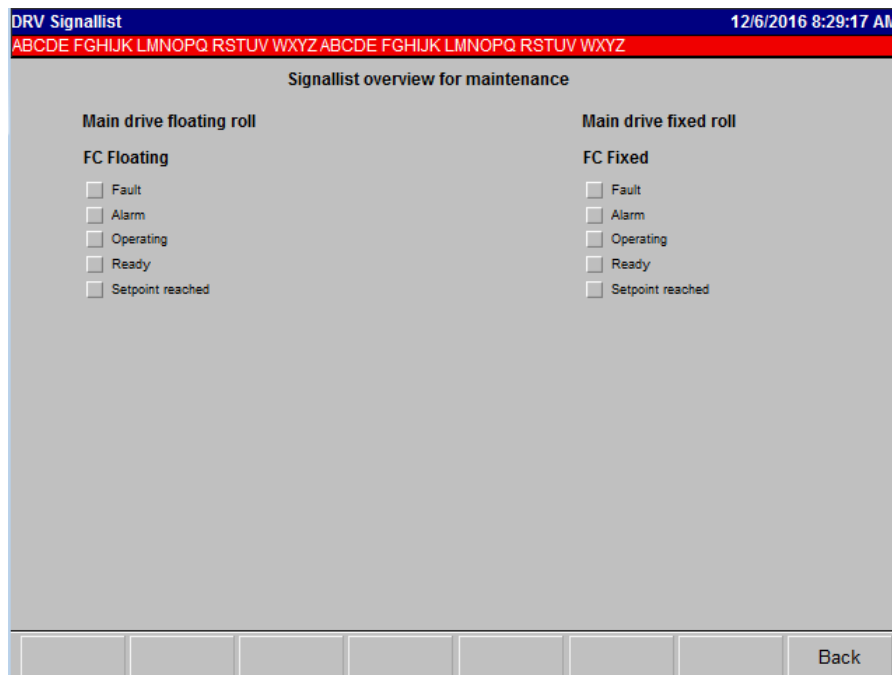 DRV Signallist 12/6/2016 8:29:17 AM
ABCDE FGHIJK LMNOPQ RSTUV WXYZ ABCDE FGHIJK LMNOPQ RSTUV WXYZ
Signallist overview for maintenance
Main drive floating roll
FC Floating
Fault
Alarm
Operating
Ready
Setpoint reached
Main drive fixed roll
FC Fixed
Fault
Alarm
Operating
Ready
Setpoint reached
Back